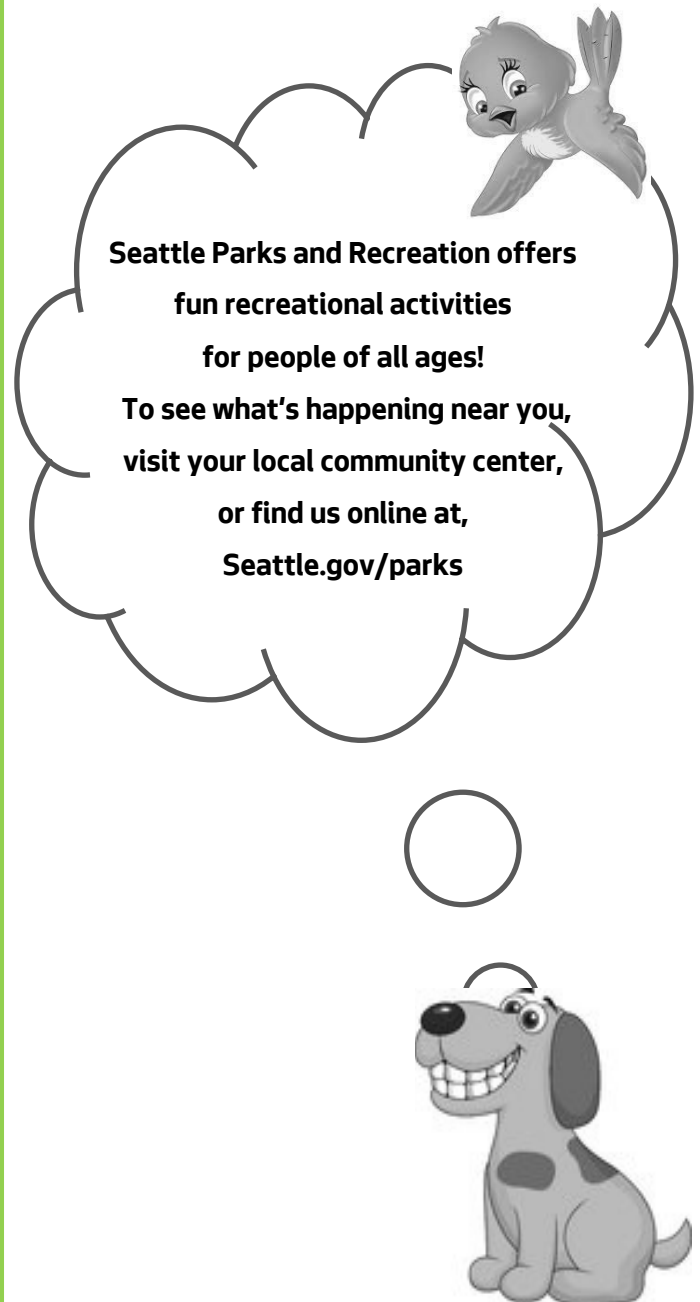 Seattle Parks and Recreation offers
fun recreational activities
for people of all ages!
To see what's happening near you,
visit your local community center,
or find us online at,
Seattle.gov/parks